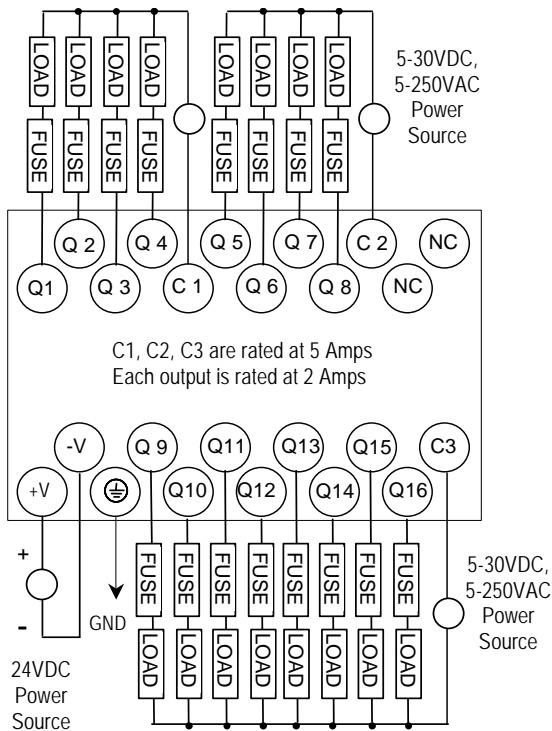 LOAD LOAD LOAD LOAD LOAD LOAD LOAD LOAD
5-30VDC,
5-250VAC
Power
Source
FUSE FUSE FUSE FUSE FUSE FUSE FUSE FUSE
Q 2 Q 4 Q 5 Q 7 C 2 NC
Q1 Q 3 C 1 Q 6 Q 8 NC
C1, C2, C3 are rated at 5 Amps
Each output is rated at 2 Amps
-V Q 9 Q11 Q13 Q15 C3
+V Q10 Q12 Q14 Q16
+
-
GND
24VDC
Power
Source
FUSE FUSE FUSE FUSE FUSE FUSE FUSE FUSE
LOAD LOAD LOAD LOAD LOAD LOAD LOAD LOAD
5-30VDC,
5-250VAC
Power
Source